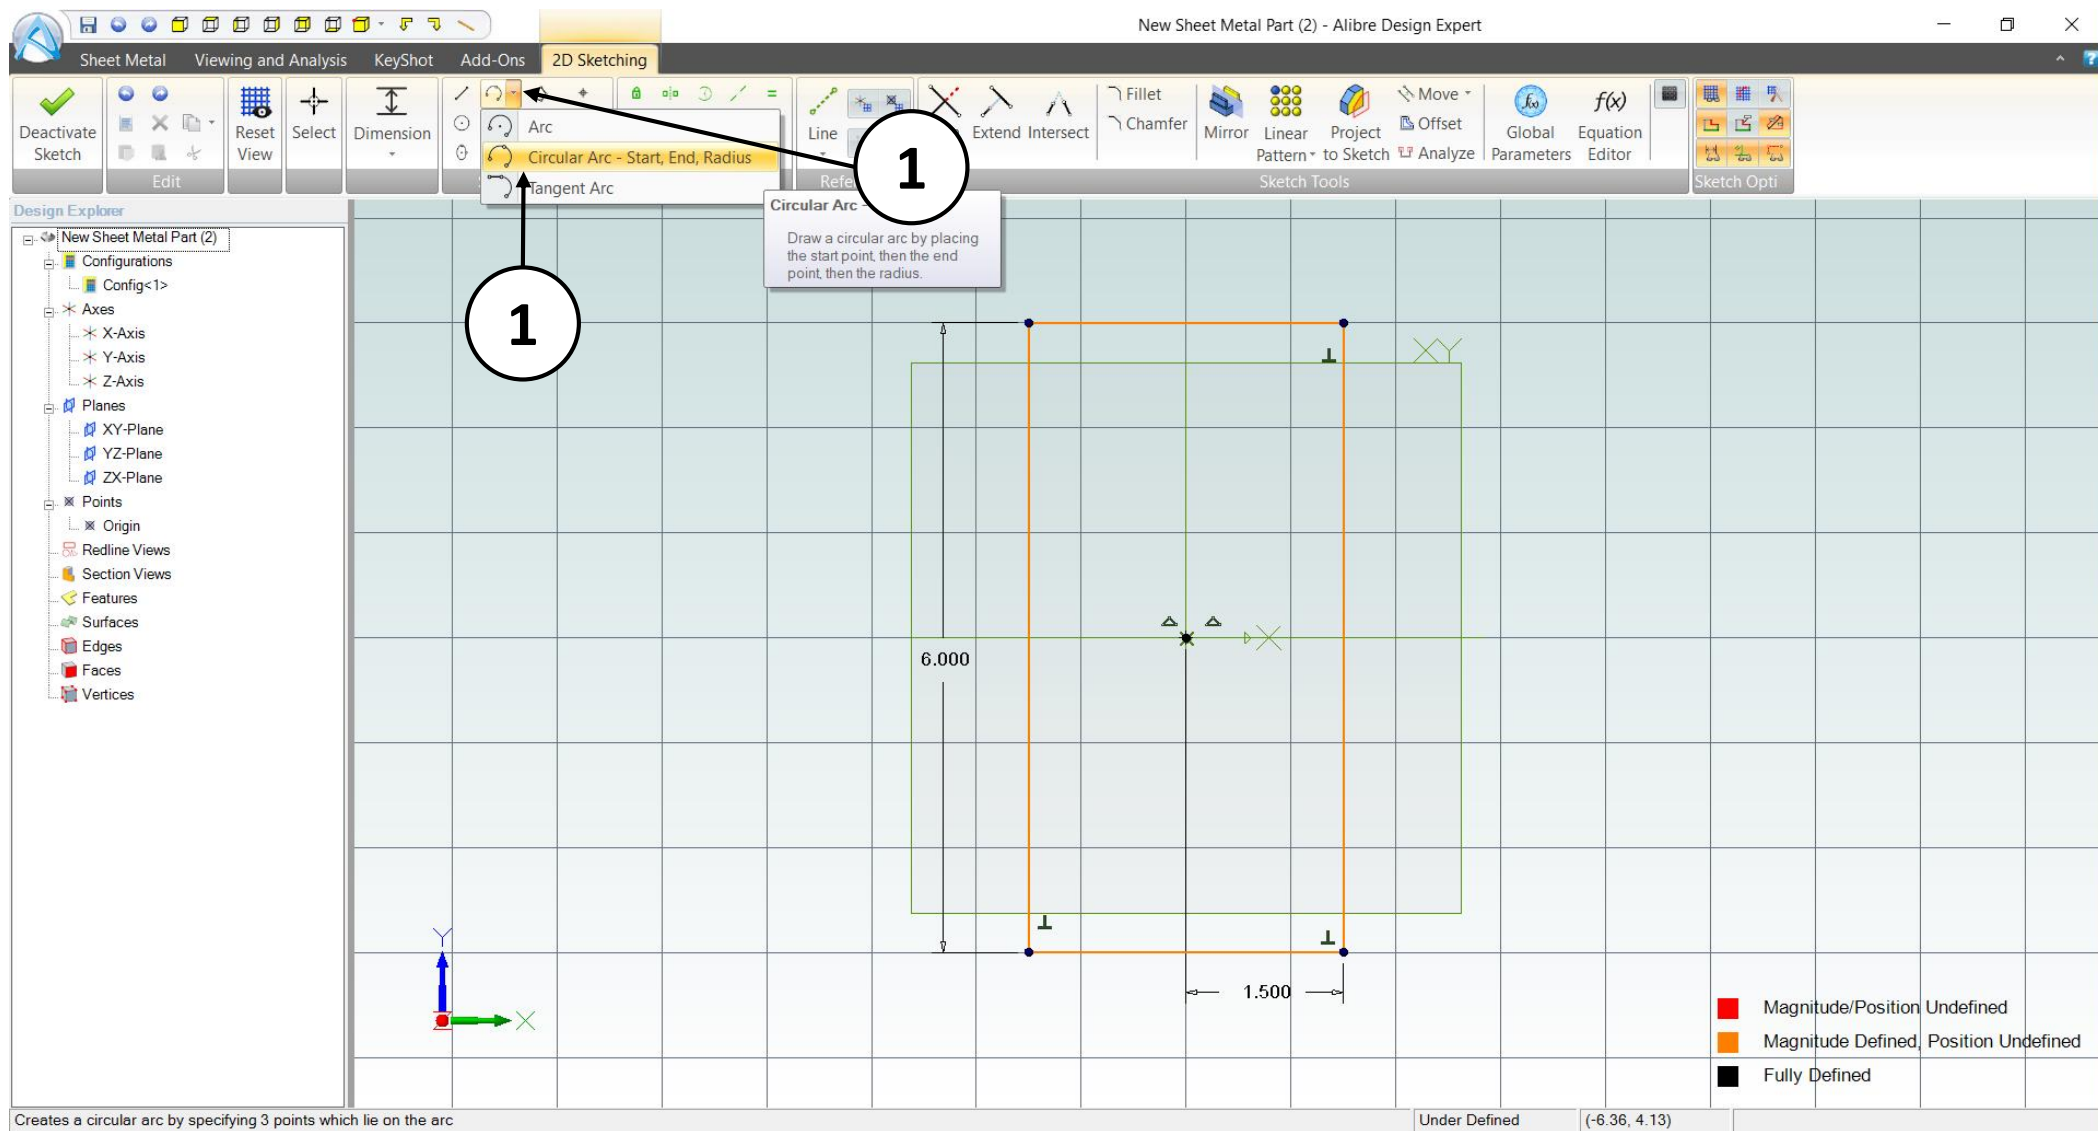 New Sheet Metal Part (2) - Alibre Design Expert
Sheet Metal
Viewing and Analysis
KeyShot
Add-Ons
2D Sketching
Deactivate
Sketch
Edit
Reset
View
Select
Dimension
Arc
Circular Arc - Start, End, Radius
Tangent Arc
Line
Extend
Intersect
Fillet
Chamfer
Mirror
Linear
Pattern
Project
to Sketch
Move
Offset
Analyze
Global
Parameters
f(x)
Equation
Editor
Sketch Tools
Sketch Opti
1
1
Circular Arc -
Draw a circular arc by placing
the start point, then the end
point, then the radius.
Design Explorer
New Sheet Metal Part (2)
Configurations
Config<1>
Axes
X-Axis
Y-Axis
Z-Axis
Planes
XY-Plane
YZ-Plane
ZX-Plane
Points
Origin
Redline Views
Section Views
Features
Surfaces
Edges
Faces
Vertices
XY
X
6.000
1.500
Y
X
Magnitude/Position Undefined
Magnitude Defined, Position Undefined
Fully Defined
Creates a circular arc by specifying 3 points which lie on the arc
Under Defined
(-6.36, 4.13)